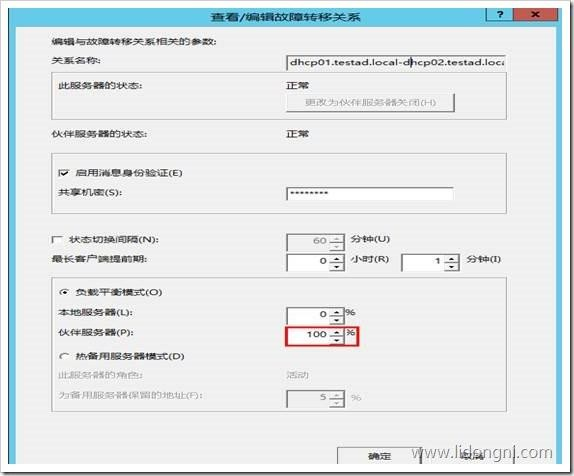 查看/编辑故障转移关系
编辑与故障转移关系相关的参数:
关系名称: dhcp01.testad.local-dhcp02.testad.loca
此服务器的状态: 正常
更改为伙伴服务器关闭(H)
伙伴服务器的状态: 正常
启用消息身份验证(E)
共享机密(S): ********
状态切换间隔(N): 60 分钟(U)
最长客户端提前期: 0 小时(R) 1 分钟(I)
负载平衡模式(O)
本地服务器(L): 0 %
伙伴服务器(P): 100 %
热备用服务器模式(D)
此服务器的角色: 活动
为备用服务器保留的地址(F): 5 %
确定 取消
www.lidongni.com